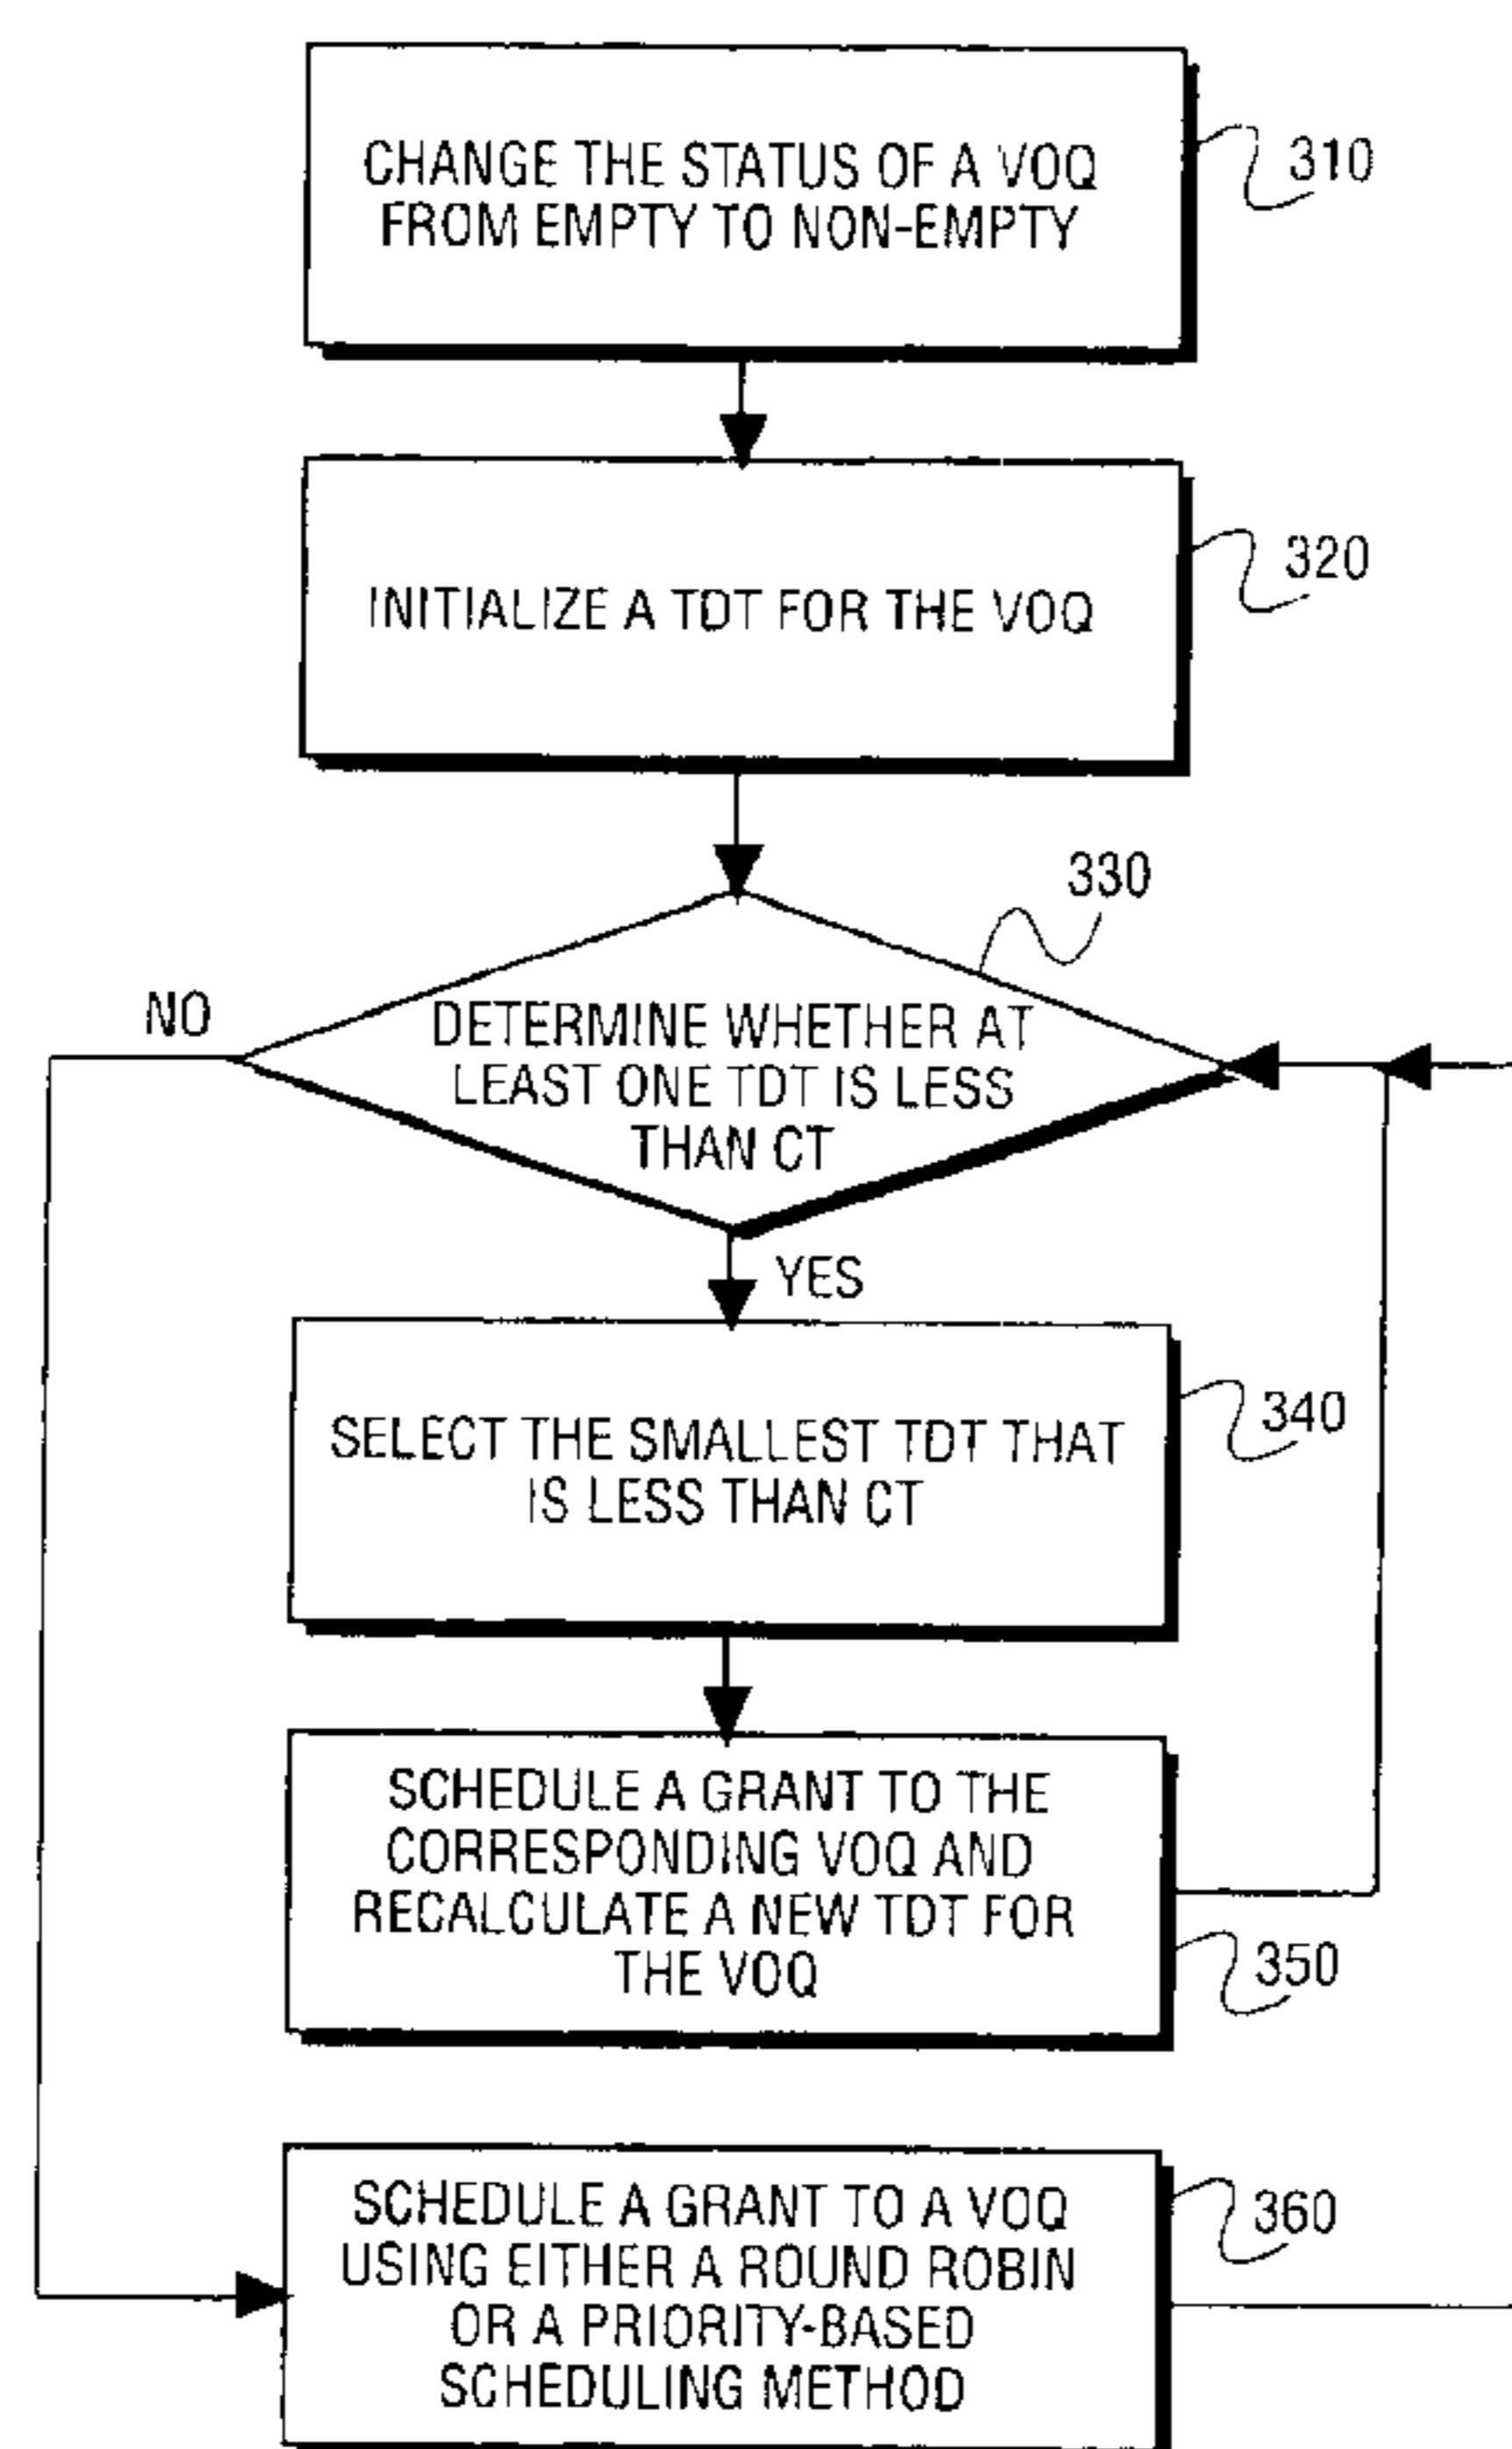 CHANGE THE STATUS OF A VOQ
FROM EMPTY TO NON-EMPTY
310
INITIALIZE A TDT FOR THE VOQ
320
330
NO
DETERMINE WHETHER AT
LEAST ONE TDT IS LESS
THAN CT
YES
SELECT THE SMALLEST TDT THAT
IS LESS THAN CT
340
SCHEDULE A GRANT TO THE
CORRESPONDING VOQ AND
RECALCULATE A NEW TDT FOR
THE VOQ
350
SCHEDULE A GRANT TO A VOQ
USING EITHER A ROUND ROBIN
OR A PRIORITY-BASED
SCHEDULING METHOD
360